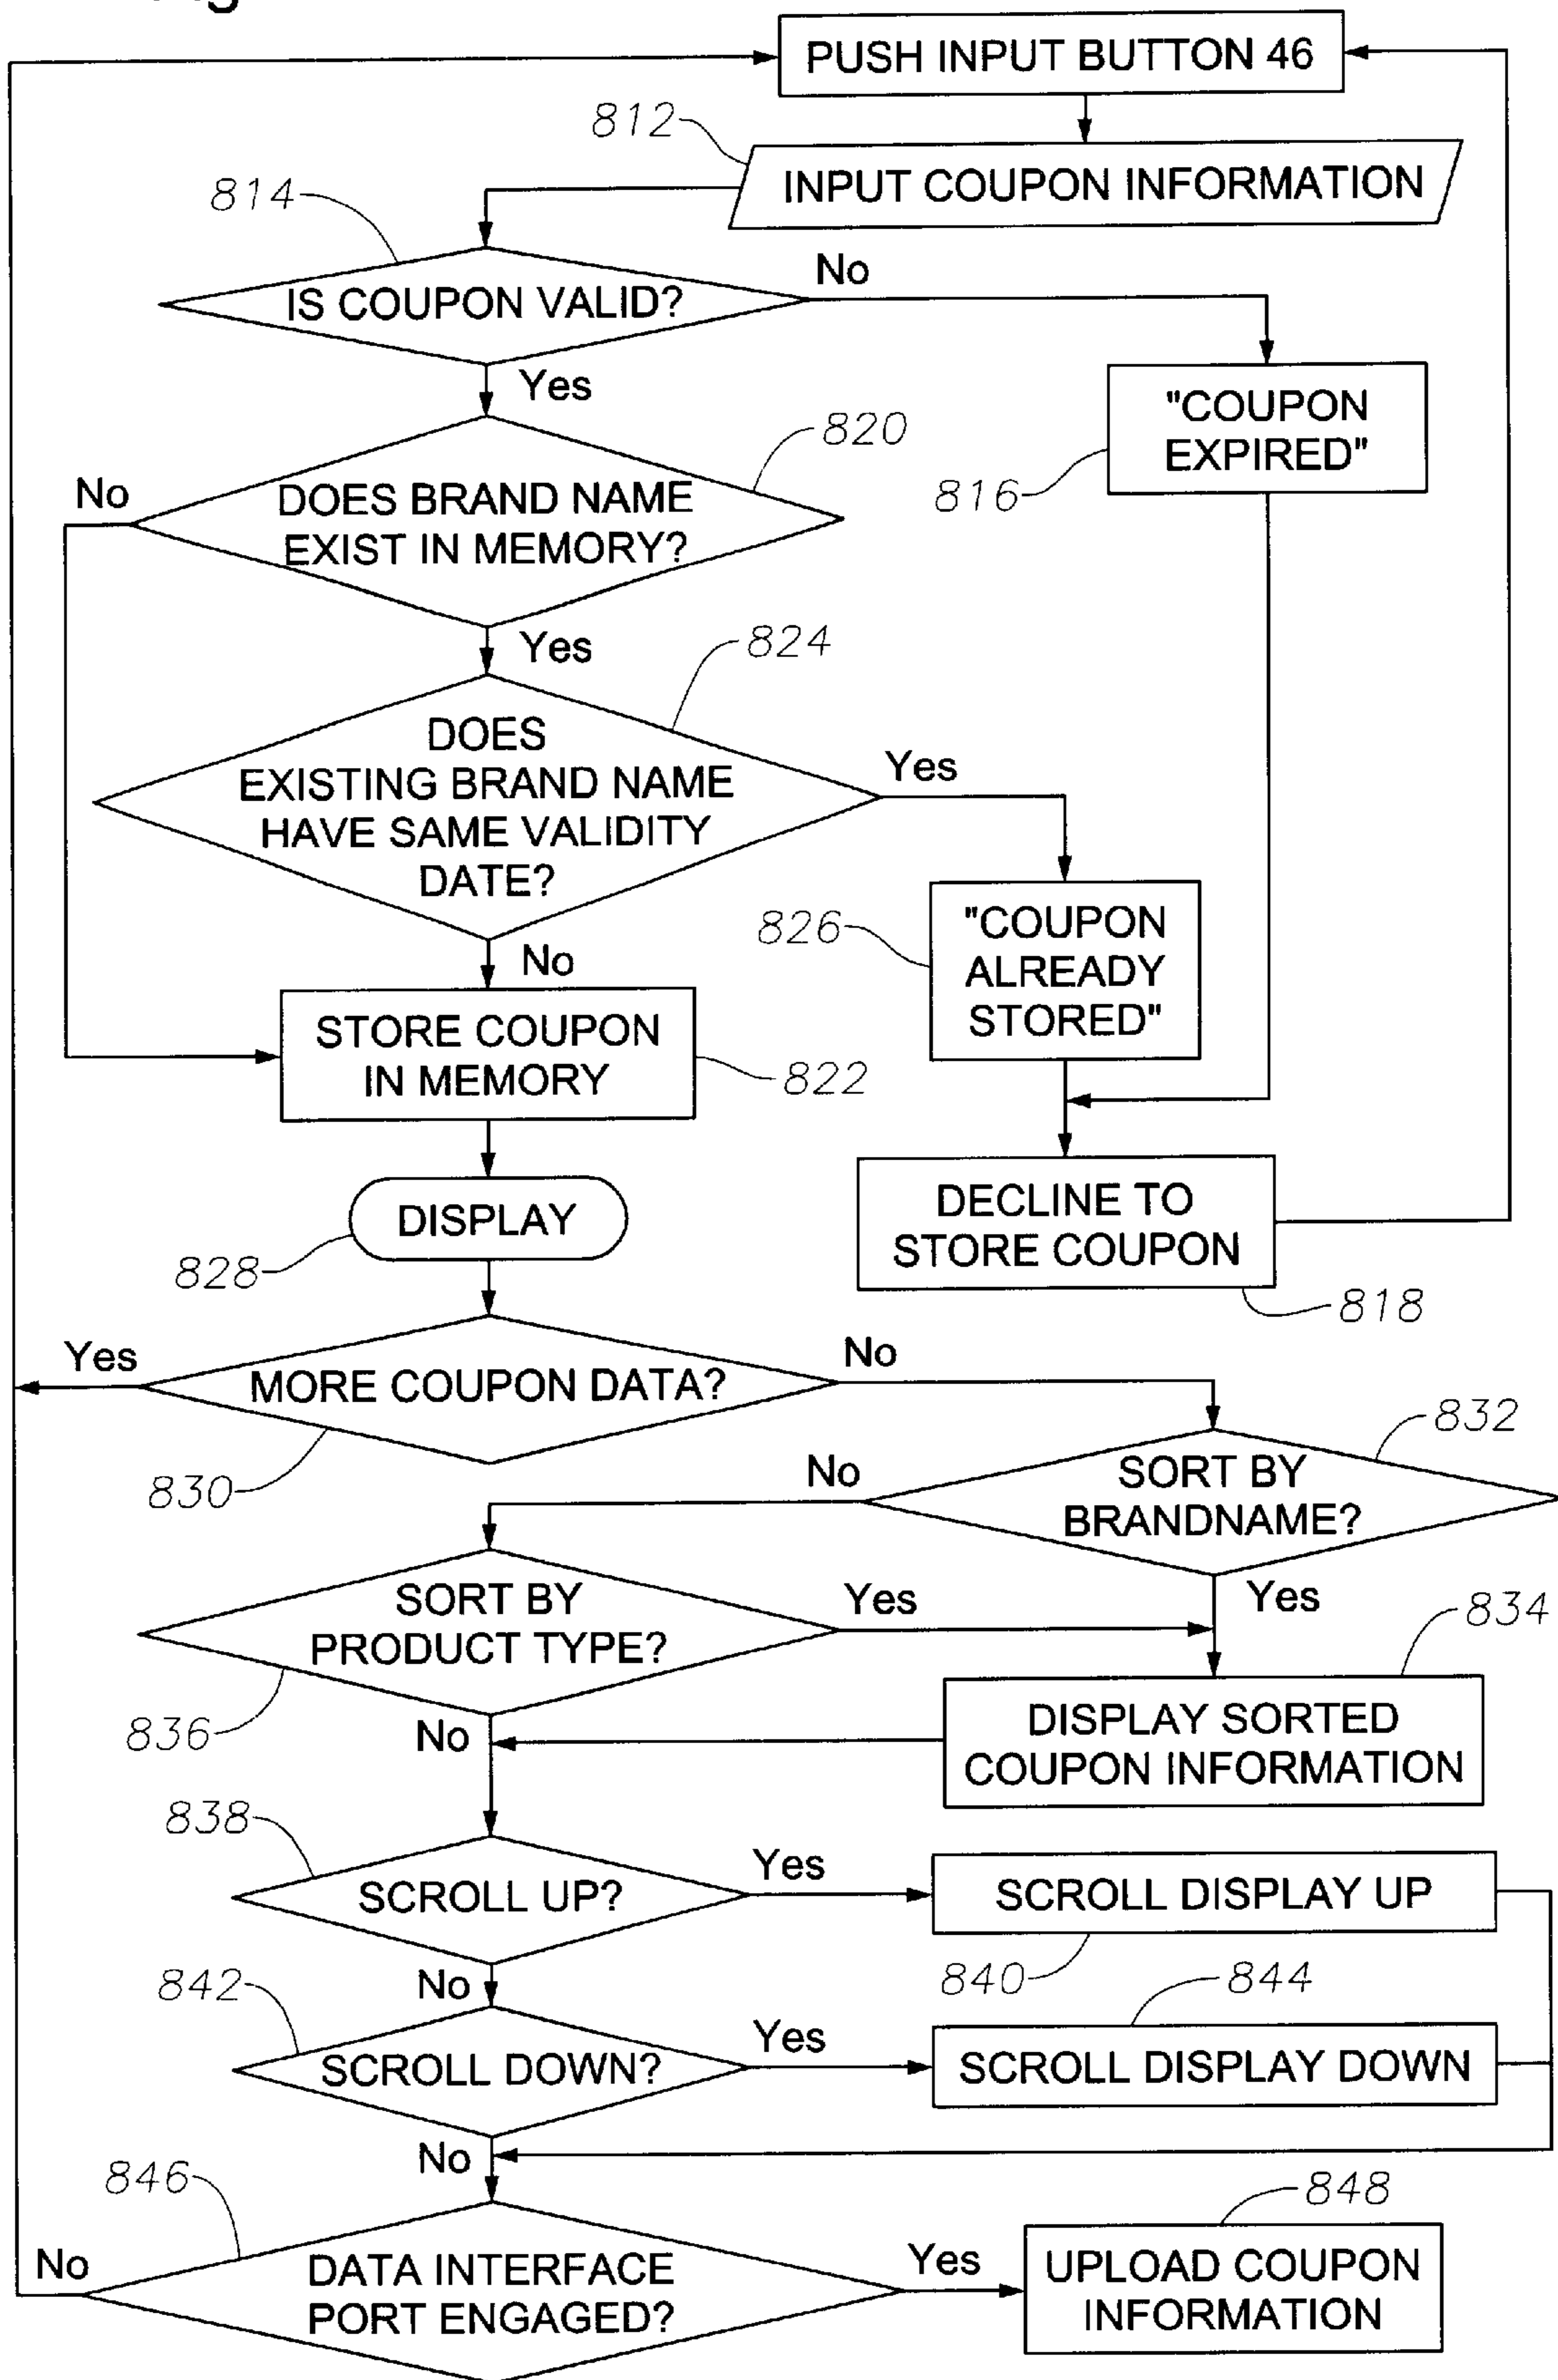 PUSH INPUT BUTTON 46
812
INPUT COUPON INFORMATION
814
IS COUPON VALID?
No
Yes
"COUPON
EXPIRED"
816
820
No
DOES BRAND NAME
EXIST IN MEMORY?
Yes
824
DOES
EXISTING BRAND NAME
HAVE SAME VALIDITY
DATE?
Yes
No
826
"COUPON
ALREADY
STORED"
STORE COUPON
IN MEMORY
822
DISPLAY
828
DECLINE TO
STORE COUPON
818
Yes
MORE COUPON DATA?
No
830
832
SORT BY
BRANDNAME?
No
Yes
SORT BY
PRODUCT TYPE?
Yes
836
No
834
DISPLAY SORTED
COUPON INFORMATION
838
SCROLL UP?
Yes
SCROLL DISPLAY UP
840
No
842
SCROLL DOWN?
Yes
844
SCROLL DISPLAY DOWN
No
846
No
DATA INTERFACE
PORT ENGAGED?
Yes
848
UPLOAD COUPON
INFORMATION